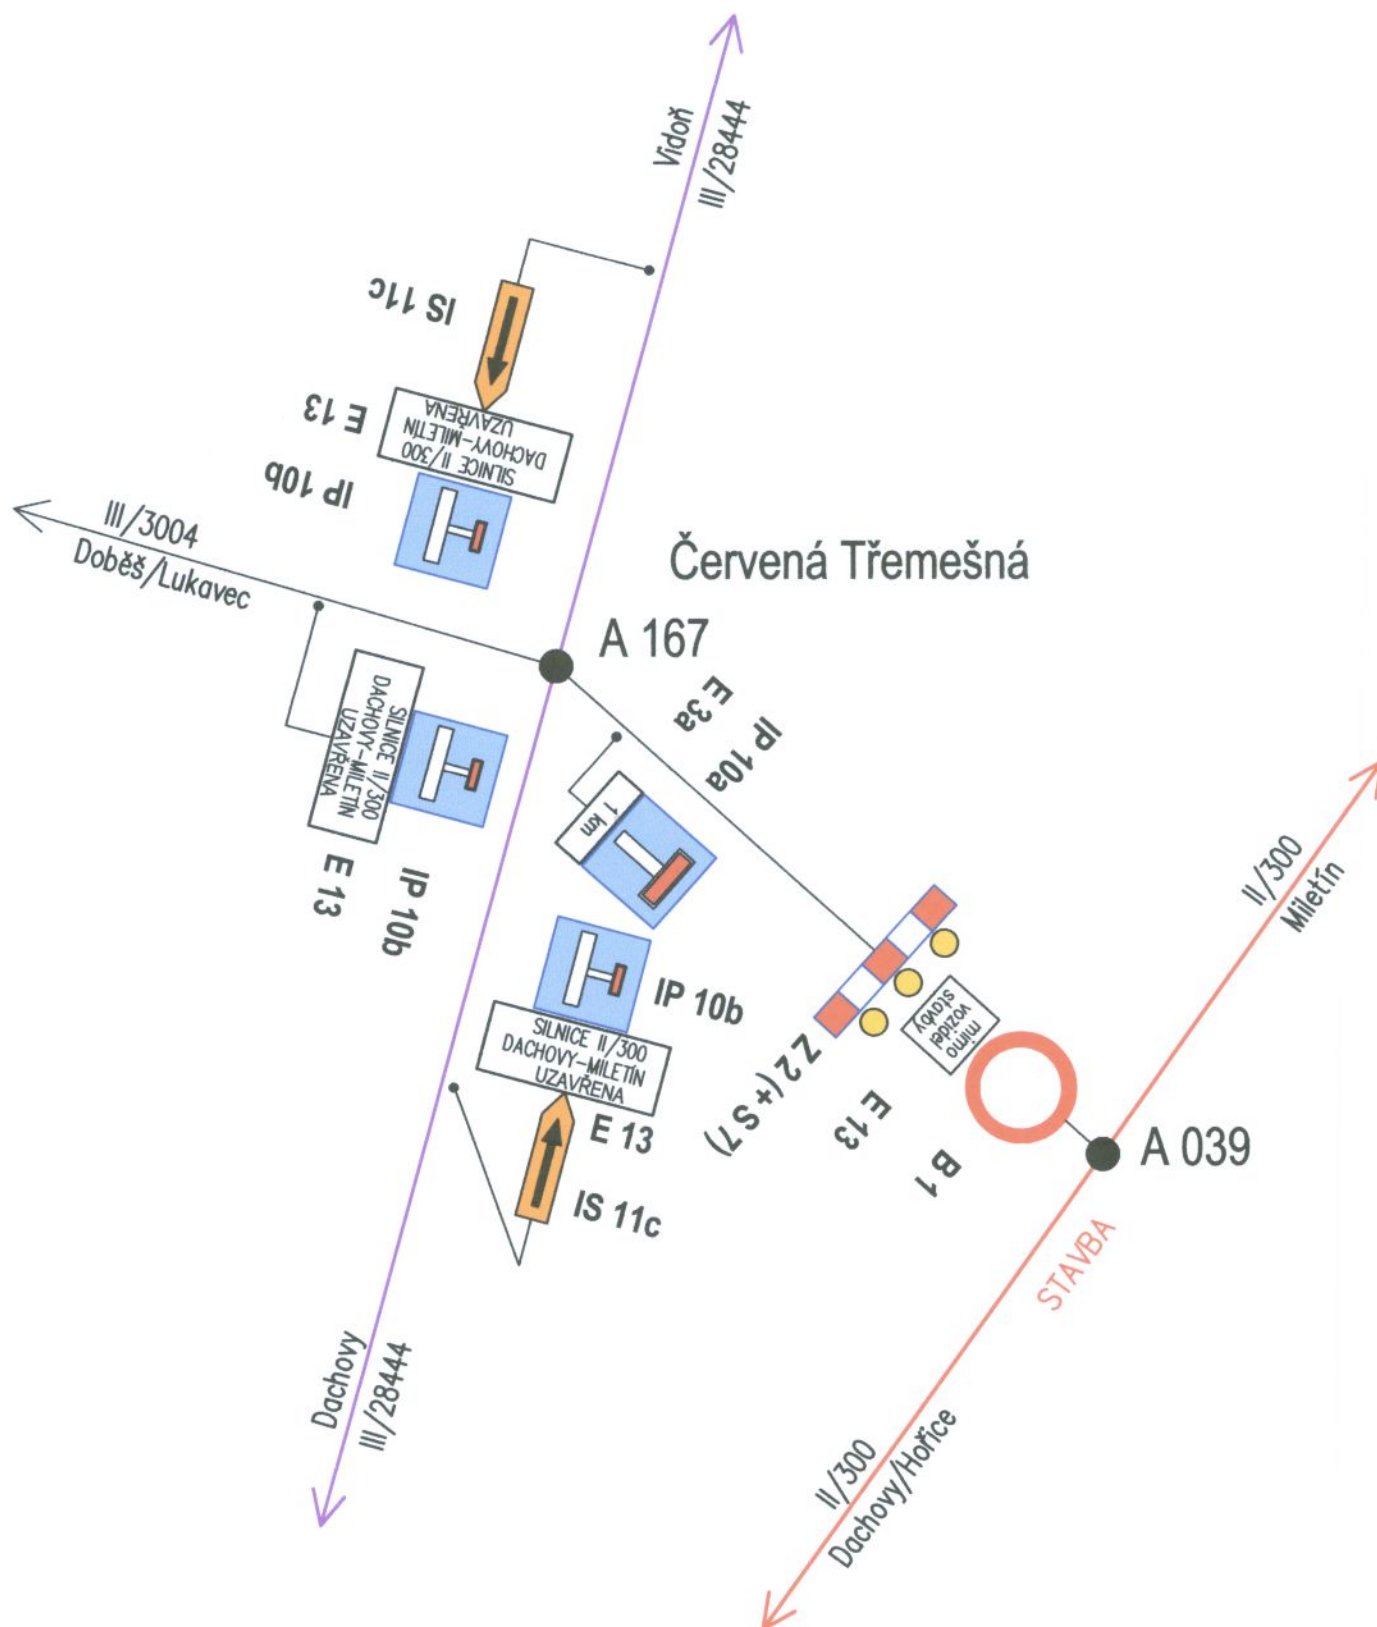 Vidoň
III/28444
IS 11c
E 13
SILNICE II/300
DACHOVY-MILETÍN
UZAVŘENA
IP 10b
III/3004
Doběš/Lukavec
Červená Třemešná
A 167
E 3a
IP 10a
SILNICE II/300
DACHOVY-MILETÍN
UZAVŘENA
E 13
IP 10b
1 km
II/300
Miletín
IP 10b
SILNICE II/300
DACHOVY-MILETÍN
UZAVŘENA
E 13
IS 11c
mimo
vozidel
stavby
Z 2 (+ S 7)
E 13
B 1
A 039
STAVBA
Dachovy
III/28444
II/300
Dachovy/Hořice